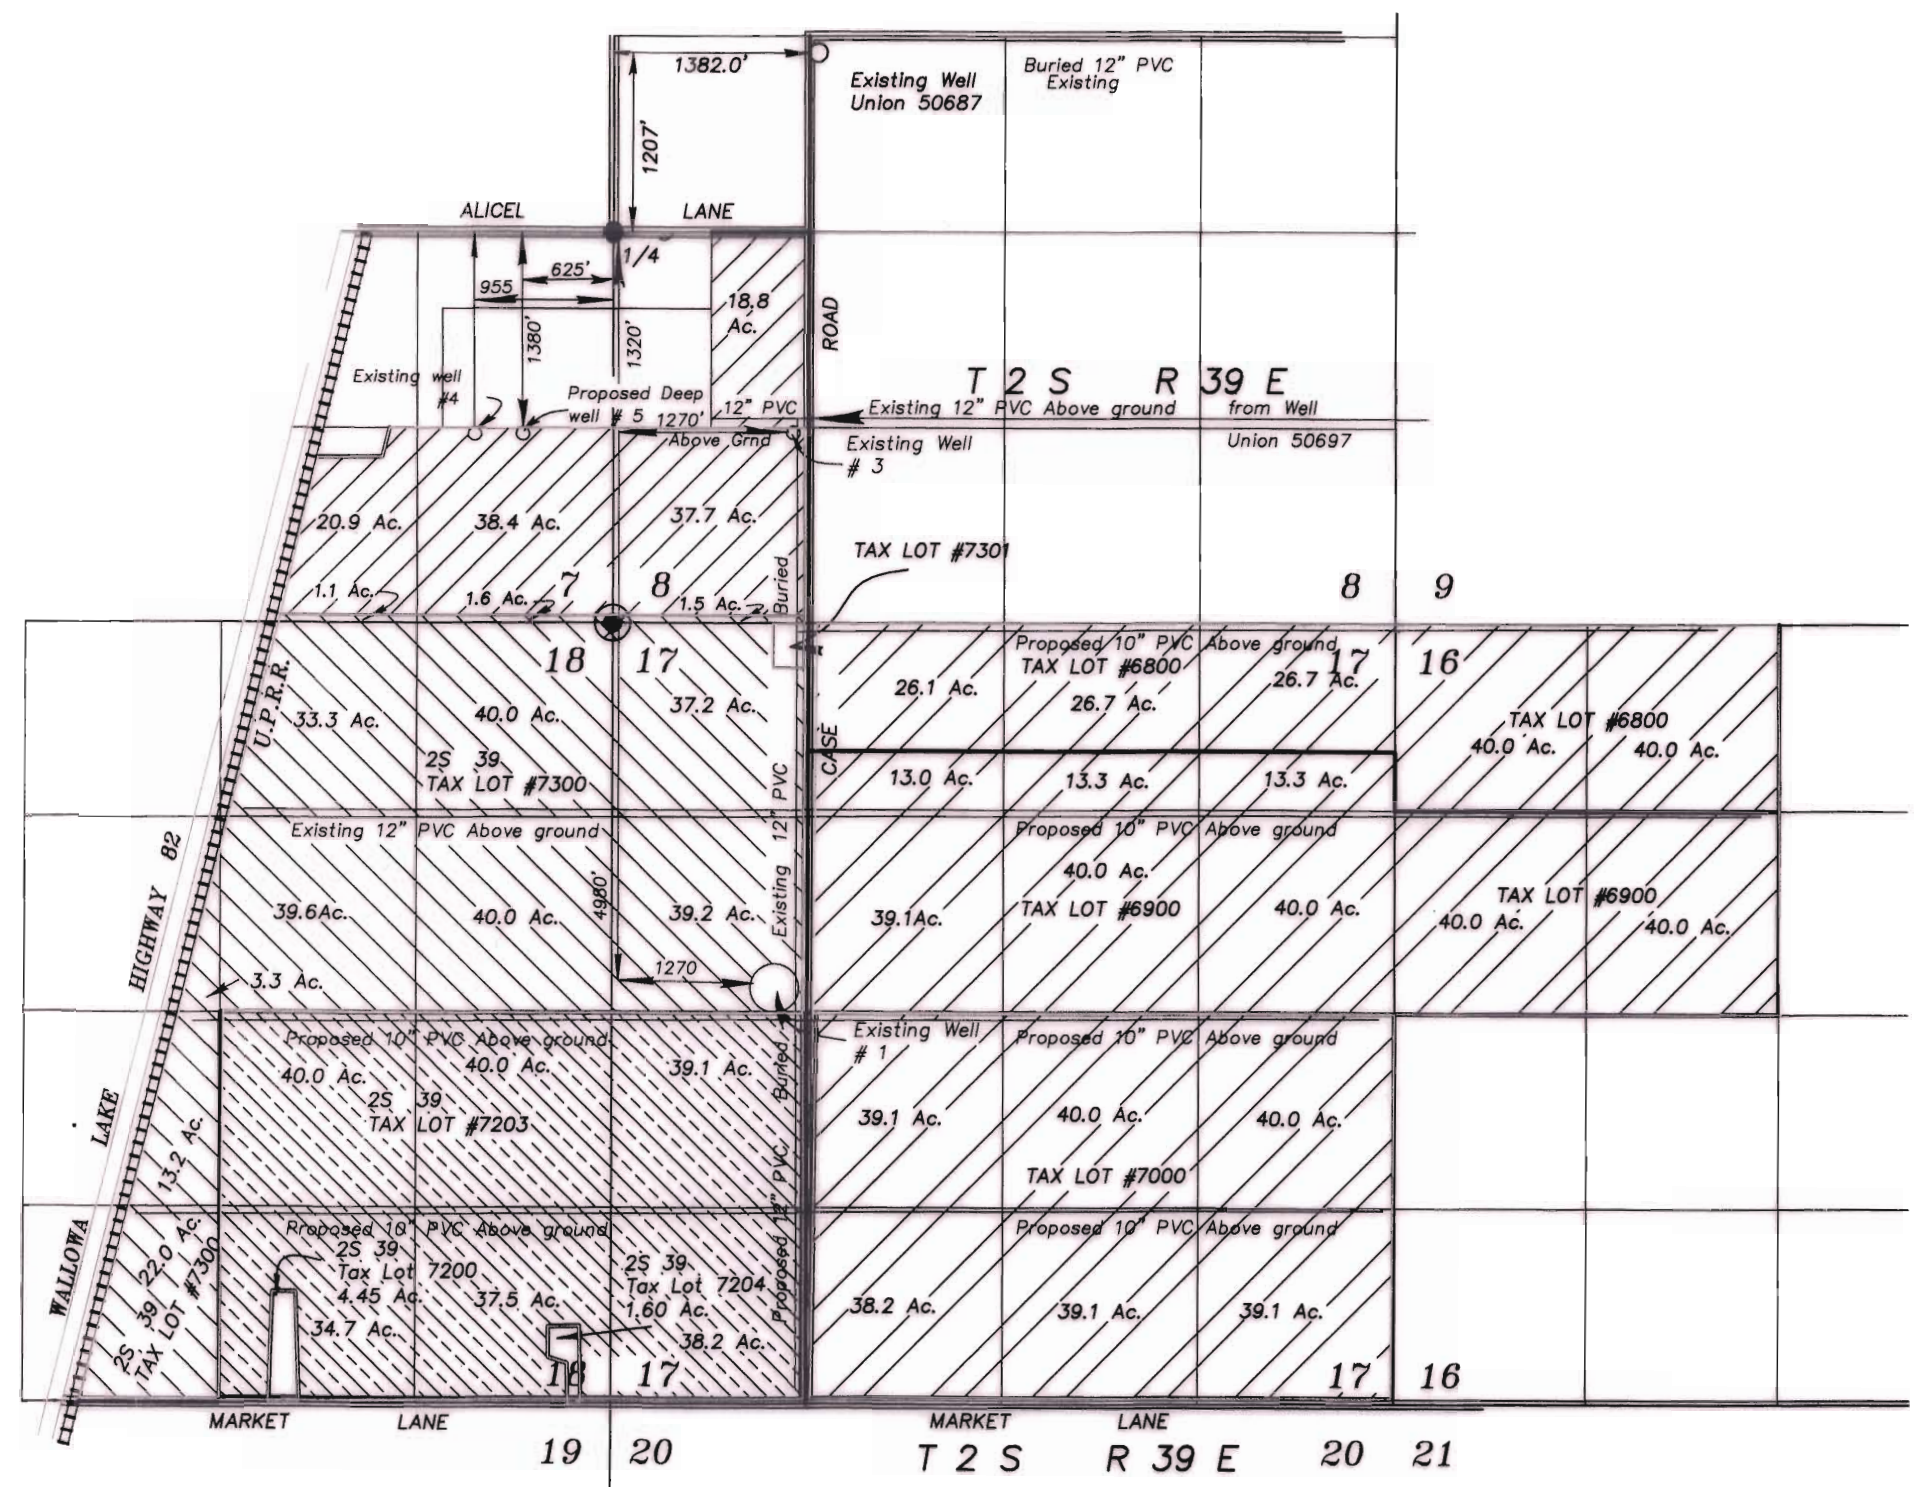 1382.0'
Existing Well
Union 50687
Buried 12" PVC
Existing
1207'
ALICEL LANE
1/4
625'
955
1380'
1320'
18.8
Ac.
ROAD
Existing well
#4
Proposed Deep
well # 5
1270'
12" PVC
Above Grnd
T 2 S R 39 E
Existing 12" PVC Above ground from Well
Union 50697
Existing Well
# 3
20.9 Ac.
38.4 Ac.
37.7 Ac.
TAX LOT #7301
Buried
1.1 Ac.
1.6 Ac.
1.5 Ac.
7 8
8 9
18 17
17 16
U.P.R.R.
33.3 Ac.
40.0 Ac.
37.2 Ac.
2S 39
TAX LOT #7300
CASE
Proposed 10" PVC Above ground
TAX LOT #6800
26.1 Ac.
26.7 Ac.
26.7 Ac.
TAX LOT #6800
40.0 Ac.
40.0 Ac.
13.0 Ac.
13.3 Ac.
13.3 Ac.
Existing 12" PVC
Existing 12" PVC Above ground
Proposed 10" PVC Above ground
39.6Ac.
40.0 Ac.
4980'
39.2 Ac.
39.1Ac.
40.0 Ac.
TAX LOT #6900
40.0 Ac.
TAX LOT #6900
40.0 Ac.
40.0 Ac.
WALLOWA LAKE HIGHWAY 82
3.3 Ac.
1270
Existing Well
# 1
Buried
Proposed 10" PVC Above ground
40.0 Ac.
40.0 Ac.
39.1 Ac.
2S 39
TAX LOT #7203
Proposed 10" PVC Above ground
39.1 Ac.
40.0 Ac.
40.0 Ac.
TAX LOT #7000
13.2 Ac.
22.0 Ac.
2S 39
TAX LOT #7300
Proposed 12" PVC
Proposed 10" PVC Above ground
2S 39
Tax Lot 7200
4.45 Ac.
34.7 Ac.
37.5 Ac.
2S 39
Tax Lot 7204
1.60 Ac.
38.2 Ac.
Proposed 10" PVC Above ground
38.2 Ac.
39.1 Ac.
39.1 Ac.
18 17
17 16
MARKET LANE
MARKET LANE
19 20
T 2 S R 39 E
20 21